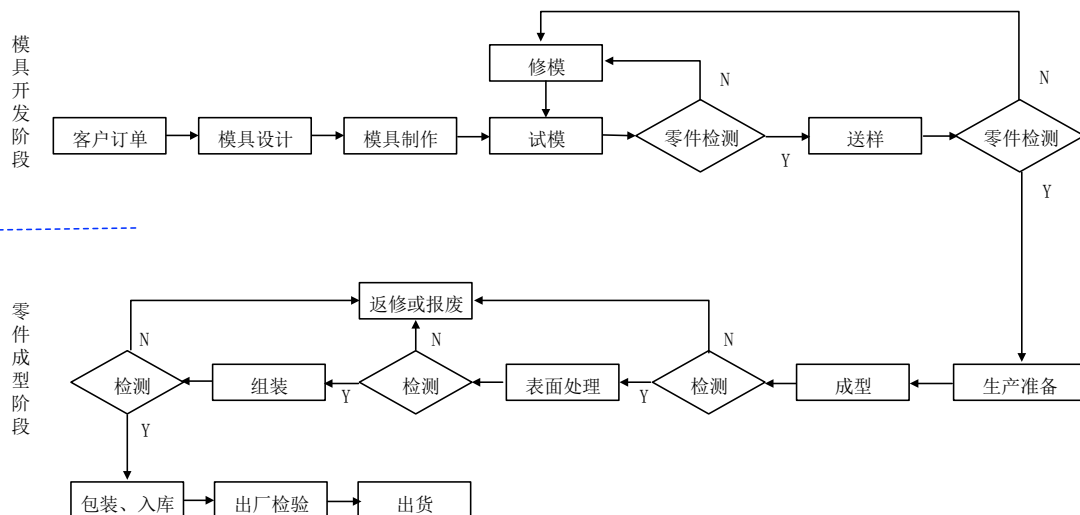 模具开发阶段
修模
N
N
客户订单
模具设计
模具制作
试模
零件检测
送样
零件检测
Y
Y
零件成型阶段
返修或报废
N
N
N
检测
组装
检测
表面处理
检测
成型
生产准备
Y
Y
Y
包装、入库
出厂检验
出货